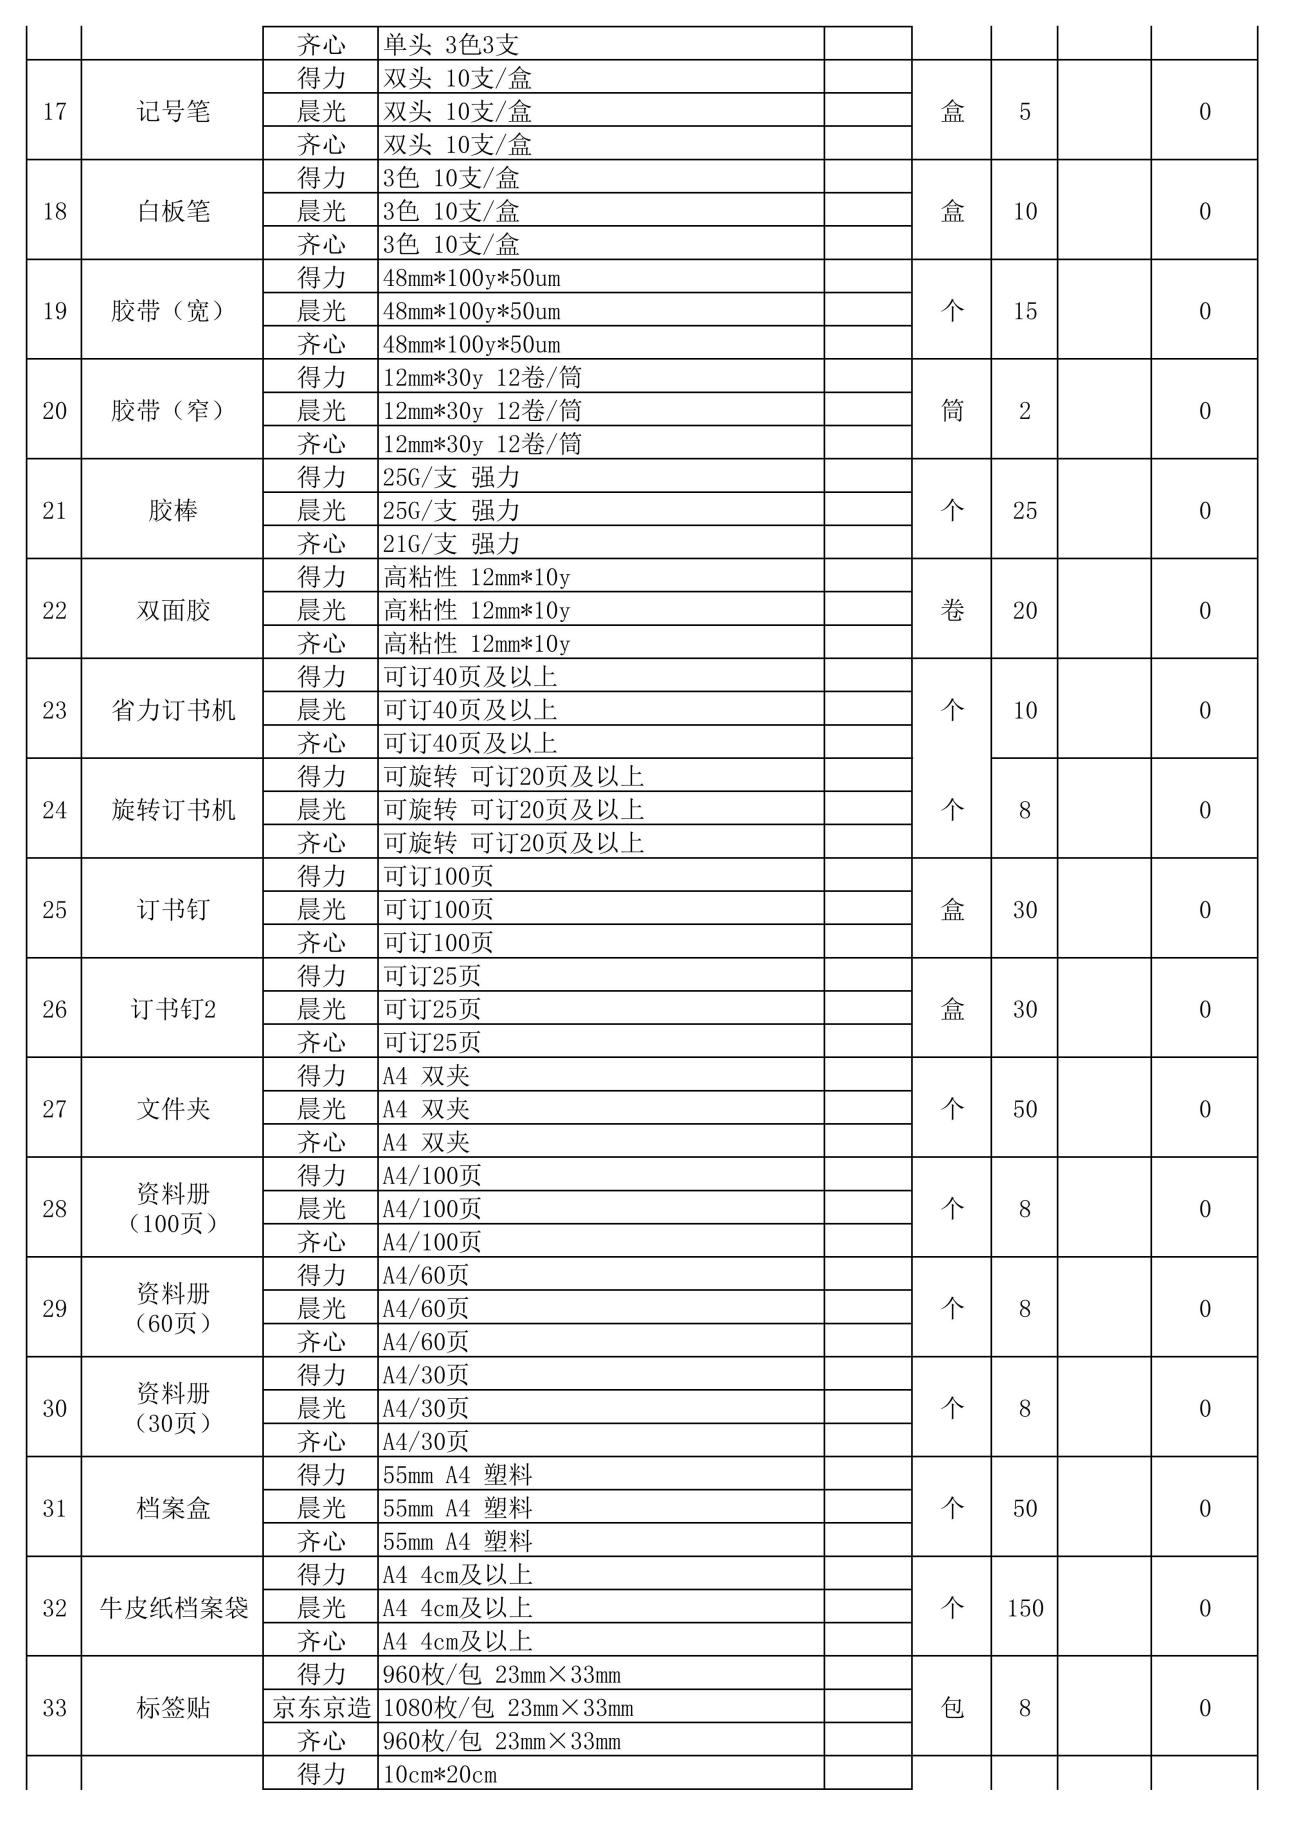 齐心 单头 3色3支
得力 双头 10支/盒
17 记号笔 晨光 双头 10支/盒 盒 5 0
齐心 双头 10支/盒
得力 3色 10支/盒
18 白板笔 晨光 3色 10支/盒 盒 10 0
齐心 3色 10支/盒
得力 48mm*100y*50um
19 胶带（宽） 晨光 48mm*100y*50um 个 15 0
齐心 48mm*100y*50um
得力 12mm*30y 12卷/筒
20 胶带（窄） 晨光 12mm*30y 12卷/筒 筒 2 0
齐心 12mm*30y 12卷/筒
得力 25G/支 强力
21 胶棒 晨光 25G/支 强力 个 25 0
齐心 21G/支 强力
得力 高粘性 12mm*10y
22 双面胶 晨光 高粘性 12mm*10y 卷 20 0
齐心 高粘性 12mm*10y
得力 可订40页及以上
23 省力订书机 晨光 可订40页及以上 个 10 0
齐心 可订40页及以上
得力 可旋转 可订20页及以上
24 旋转订书机 晨光 可旋转 可订20页及以上 个 8 0
齐心 可旋转 可订20页及以上
得力 可订100页
25 订书钉 晨光 可订100页 盒 30 0
齐心 可订100页
得力 可订25页
26 订书钉2 晨光 可订25页 盒 30 0
齐心 可订25页
得力 A4 双夹
27 文件夹 晨光 A4 双夹 个 50 0
齐心 A4 双夹
得力 A4/100页
28 资料册（100页） 晨光 A4/100页 个 8 0
齐心 A4/100页
得力 A4/60页
29 资料册（60页） 晨光 A4/60页 个 8 0
齐心 A4/60页
得力 A4/30页
30 资料册（30页） 晨光 A4/30页 个 8 0
齐心 A4/30页
得力 55mm A4 塑料
31 档案盒 晨光 55mm A4 塑料 个 50 0
齐心 55mm A4 塑料
得力 A4 4cm及以上
32 牛皮纸档案袋 晨光 A4 4cm及以上 个 150 0
齐心 A4 4cm及以上
得力 960枚/包 23mm×33mm
33 标签贴 京东京造 1080枚/包 23mm×33mm 包 8 0
齐心 960枚/包 23mm×33mm
得力 10cm*20cm